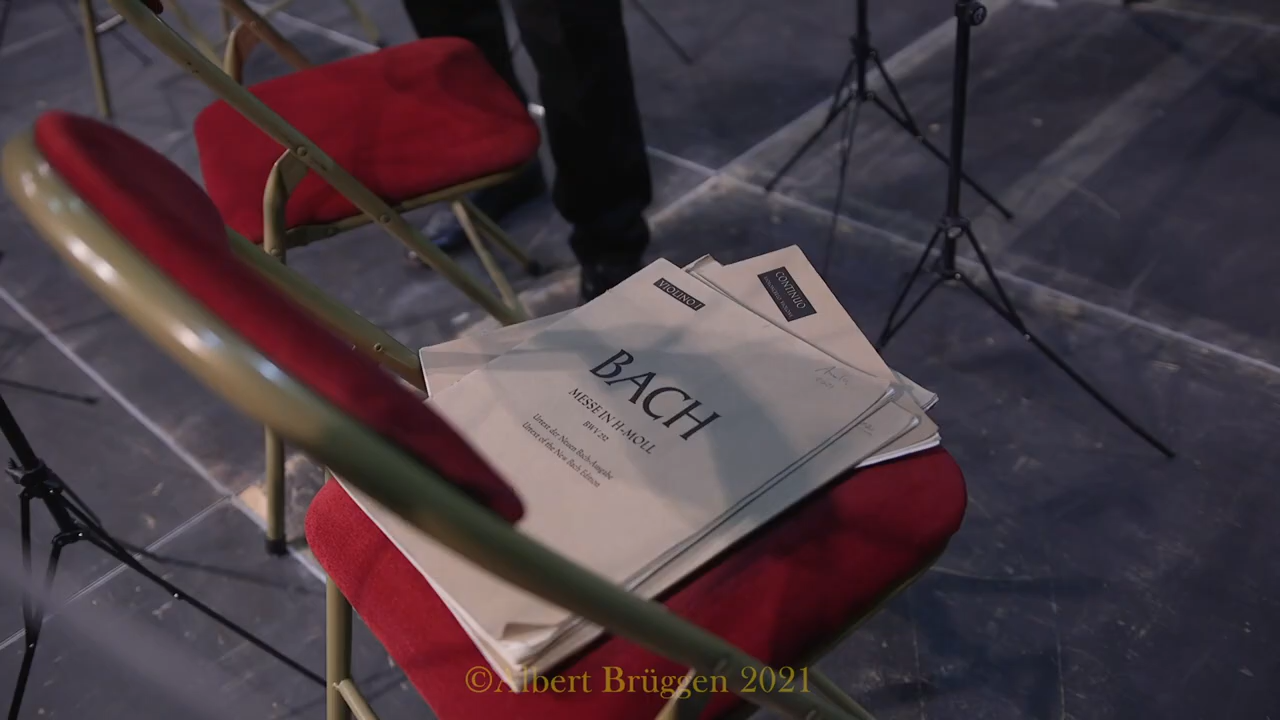 VIOLINO I
CONTINUO
BACH
MESSE IN H-MOLL
BWV 232
Urtext der Neuen Bach-Ausgabe
Urtext of the New Bach Edition
©Albert Brüggen 2021